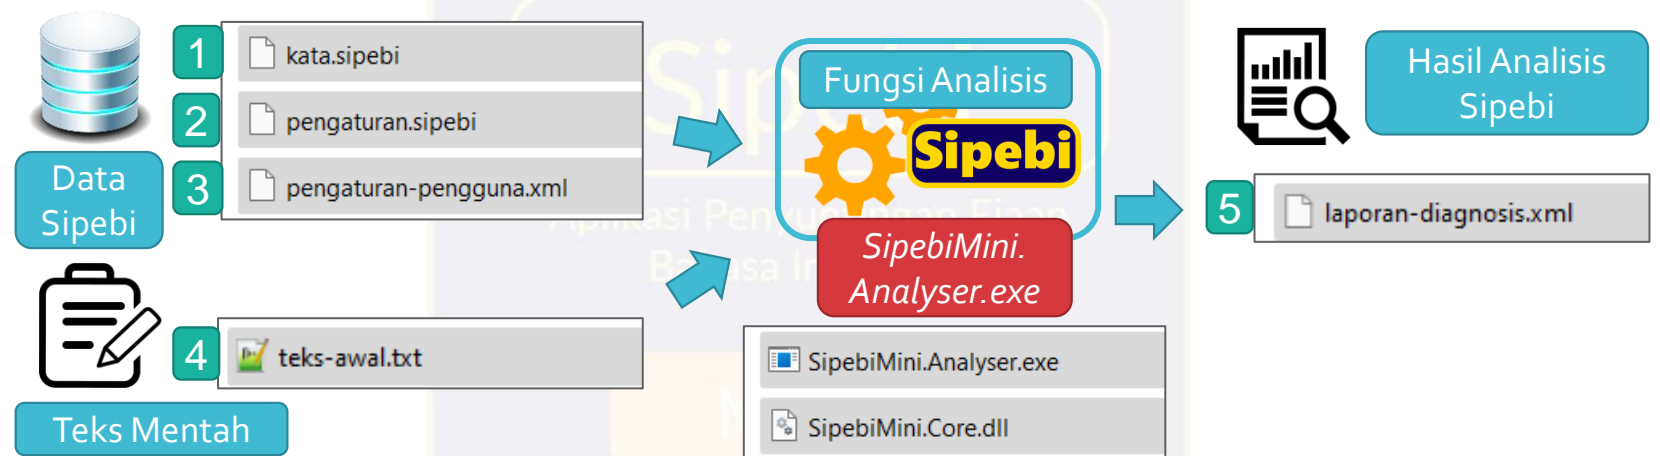 1
kata.sipebi
2
pengaturan.sipebi
3
pengaturan-pengguna.xml
Data
Sipebi
4
teks-awal.txt
Teks Mentah
Fungsi Analisis
Sipebi
SipebiMini.
Analyser.exe
SipebiMini.Analyser.exe
SipebiMini.Core.dll
Hasil Analisis
Sipebi
5
laporan-diagnosis.xml